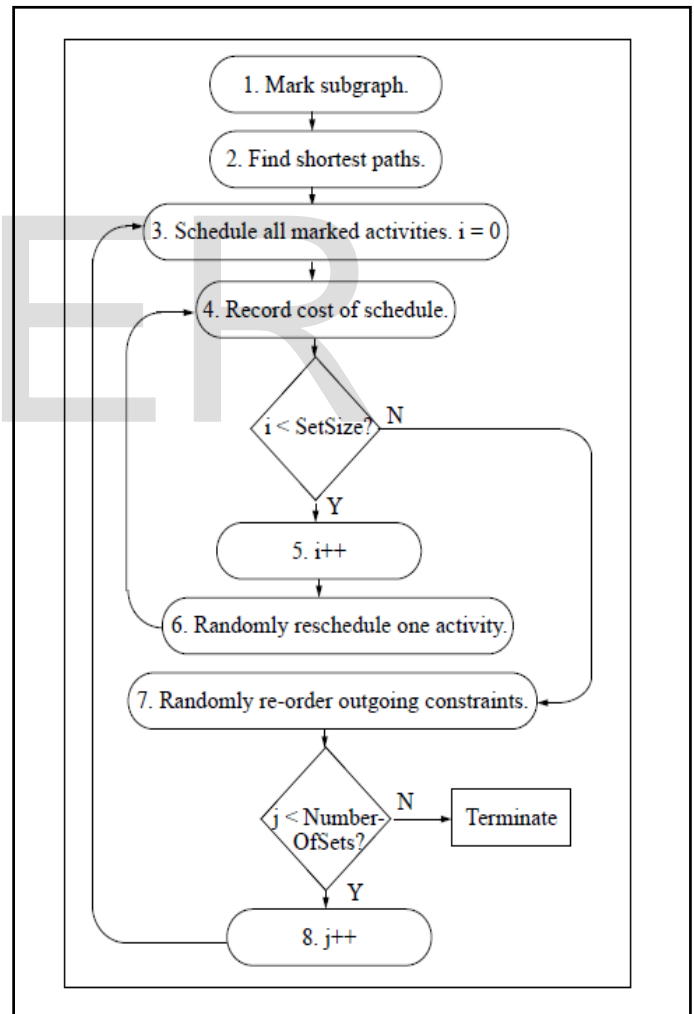 1. Mark subgraph.
2. Find shortest paths.
3. Schedule all marked activities. i = 0
4. Record cost of schedule.
i < SetSize?
N
Y
5. i++
6. Randomly reschedule one activity.
7. Randomly re-order outgoing constraints.
j < Number-
OfSets?
N
Terminate
Y
8. j++
ER